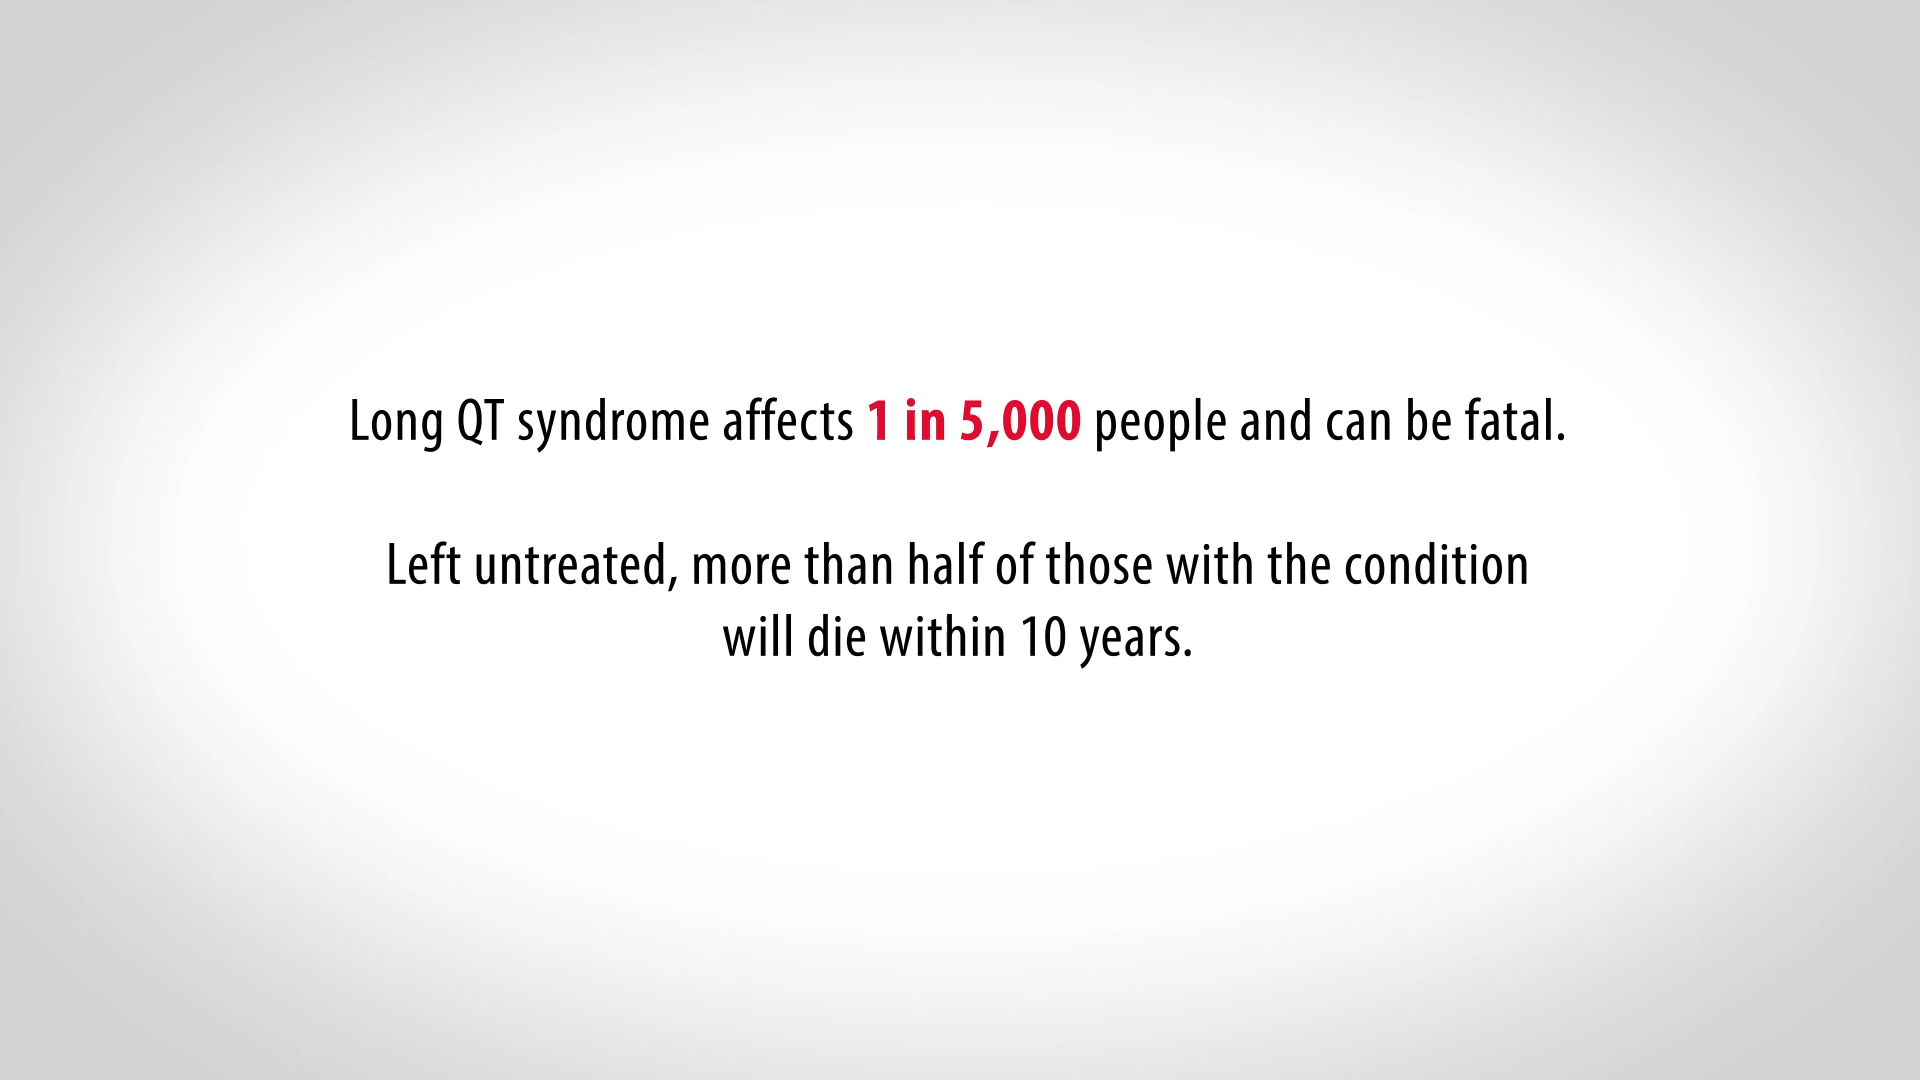 Long QT syndrome affects 1 in 5,000 people and can be fatal.
Left untreated, more than half of those with the condition
will die within 10 years.